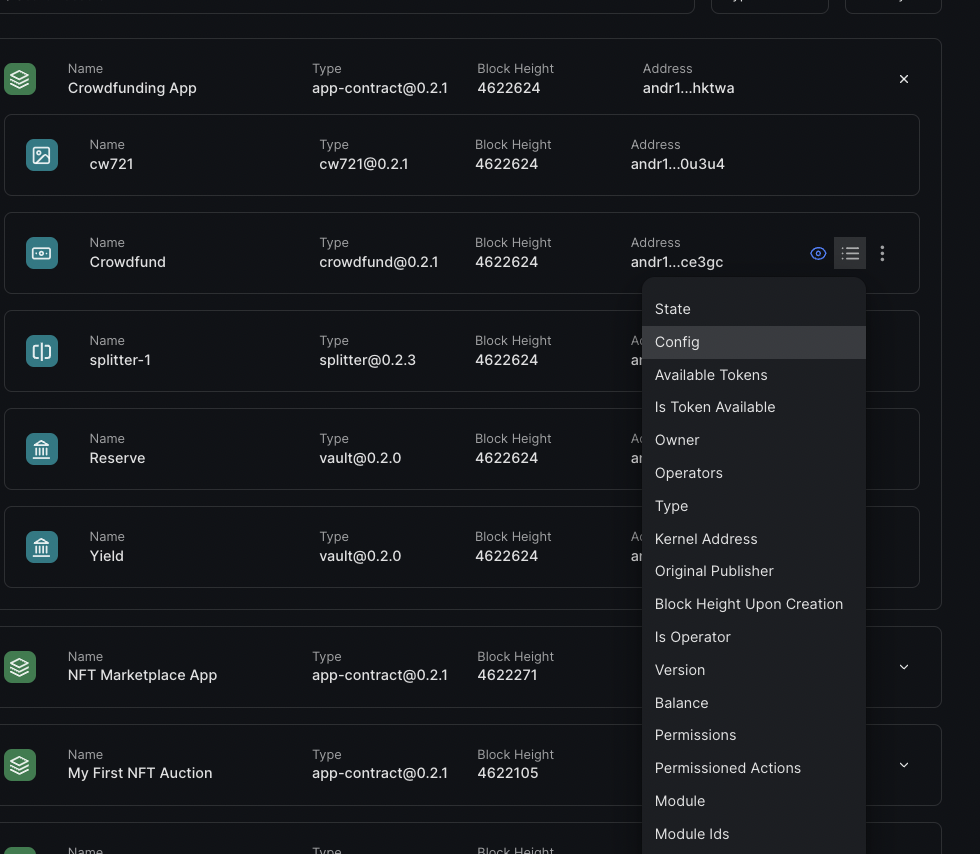 Name Type Block Height Address
Crowdfunding App app-contract@0.2.1 4622624 andr1...hktwa
Name Type Block Height Address
cw721 cw721@0.2.1 4622624 andr1...0u3u4
Name Type Block Height Address
Crowdfund crowdfund@0.2.1 4622624 andr1...ce3gc
State
Name Type Block Height
Config
splitter-1 splitter@0.2.3 4622624
Available Tokens
Is Token Available
Name Type Block Height
Owner
Reserve vault@0.2.0 4622624
Operators
Type
Name Type Block Height
Kernel Address
Yield vault@0.2.0 4622624
Original Publisher
Block Height Upon Creation
Is Operator
Name Type Block Height
Version
NFT Marketplace App app-contract@0.2.1 4622271
Balance
Permissions
Name Type Block Height
Permissioned Actions
My First NFT Auction app-contract@0.2.1 4622105
Module
Module Ids
Name Type Block Height